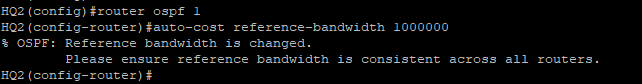 HQ2(config)#router ospf 1
HQ2(config-router)#auto-cost reference-bandwidth 1000000
% OSPF: Reference bandwidth is changed.
        Please ensure reference bandwidth is consistent across all routers.
HQ2(config-router)#